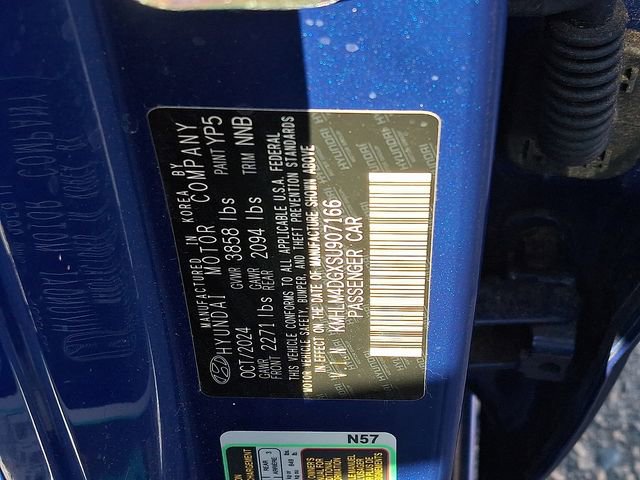 MANUFACTURED IN KOREA BY
HYUNDAI MOTOR COMPANY
OCT/2024 GVWR 3858 lbs PAINT YP5
GAWR FRONT 2271 lbs GAWR REAR 2094 lbs TRIM NNB
THIS VEHICLE CONFORMS TO ALL APPLICABLE U.S.A. FEDERAL
MOTOR VEHICLE SAFETY, BUMPER, AND THEFT PREVENTION STANDARDS
IN EFFECT ON THE DATE OF MANUFACTURE SHOWN ABOVE
V.I.N. KMHLM4DGXSU907166
PASSENGER CAR
N57